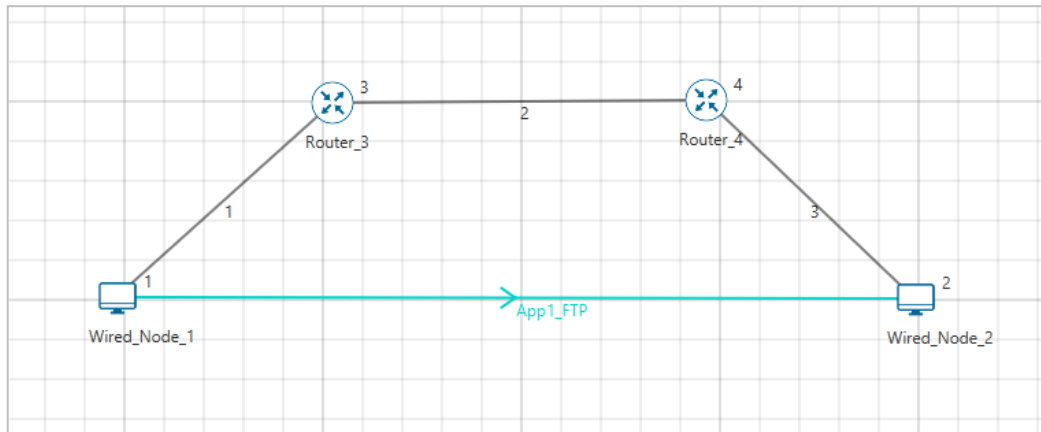 3
4
Router_3
2
Router_4
1
3
1
2
App1_FTP
Wired_Node_1
Wired_Node_2